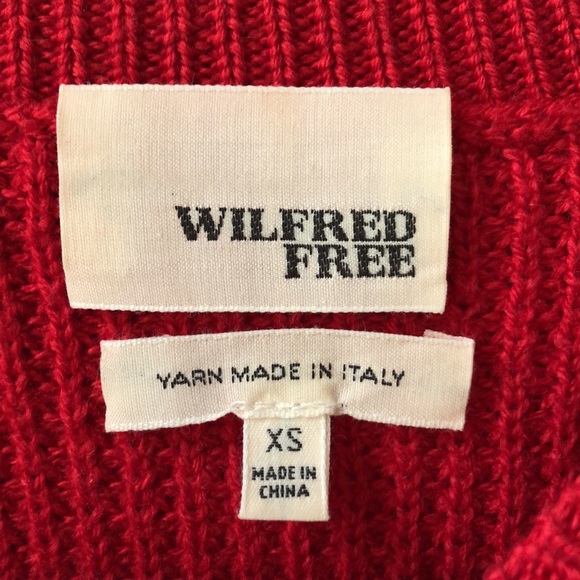 WILFRED
FREE
YARN MADE IN ITALY
XS
MADE IN
CHINA